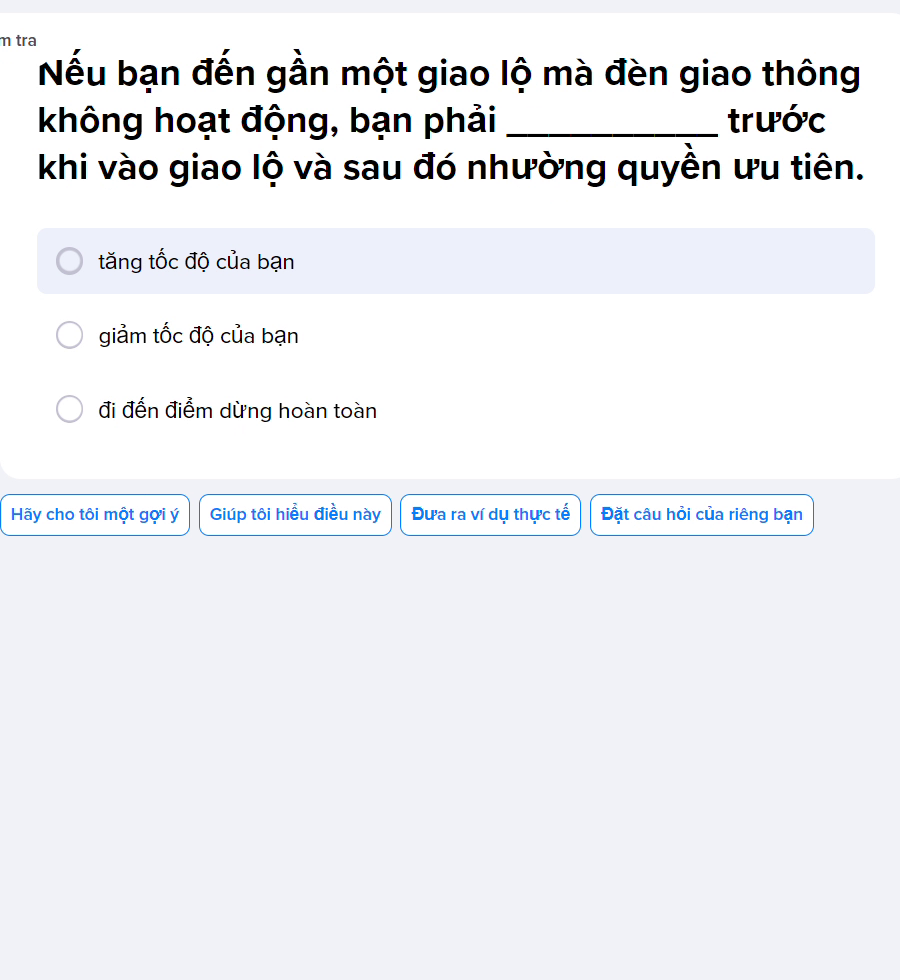 m tra
Nếu bạn đến gần một giao lộ mà đèn giao thông
không hoạt động, bạn phải __________ trước
khi vào giao lộ và sau đó nhường quyền ưu tiên.
tăng tốc độ của bạn
giảm tốc độ của bạn
đi đến điểm dừng hoàn toàn
Hãy cho tôi một gợi ý
Giúp tôi hiểu điều này
Đưa ra ví dụ thực tế
Đặt câu hỏi của riêng bạn